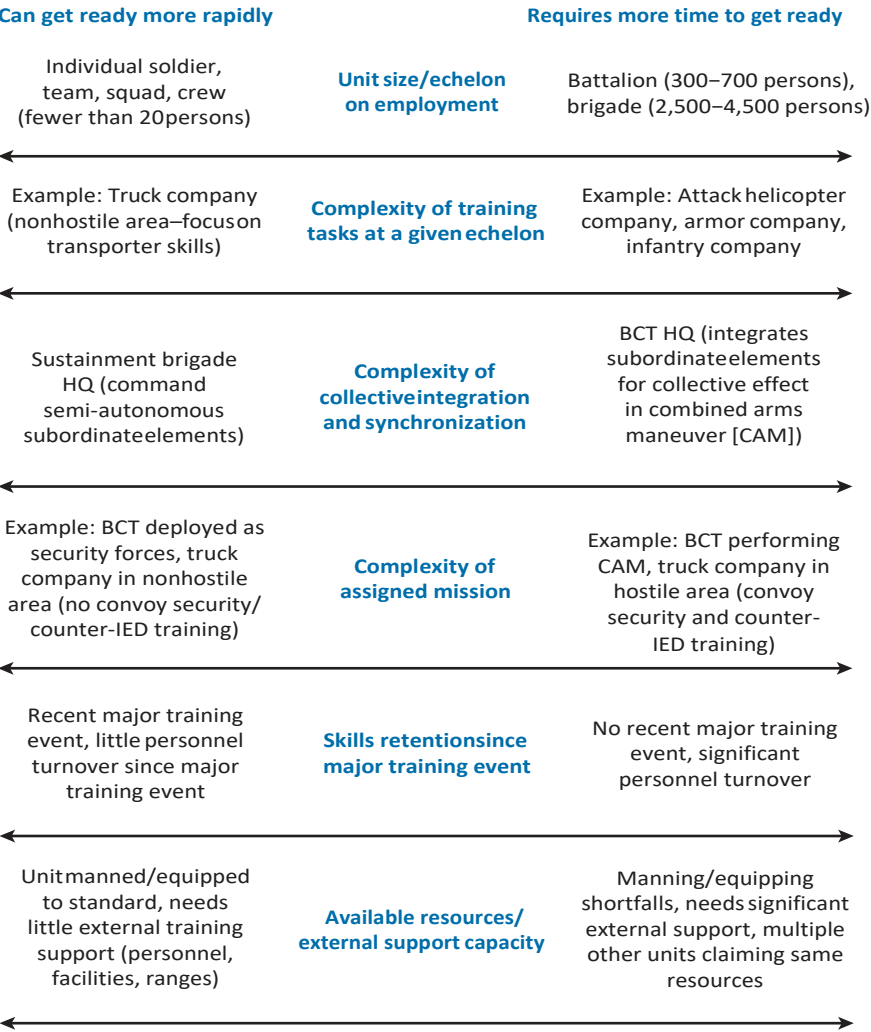 Can get ready more rapidly
Requires more time to get ready
Individual soldier,
team, squad, crew
(fewer than 20persons)
Unit size/echelon
on employment
Battalion (300–700 persons),
brigade (2,500–4,500 persons)
Example: Truck company
(nonhostile area–focuson
transporter skills)
Complexity of training
tasks at a givenechelon
Example: Attackhelicopter
company, armor company,
infantry company
Sustainment brigade
HQ (command
semi-autonomous
subordinateelements)
Complexity of
collectiveintegration
and synchronization
BCT HQ (integrates
subordinateelements
for collective effect
in combined arms
maneuver [CAM])
Example: BCT deployed as
security forces, truck
company in nonhostile
area (no convoy security/
counter-IED training)
Complexity of
assigned mission
Example: BCT performing
CAM, truck company in
hostile area (convoy
security and counter-
IED training)
Recent major training
event, little personnel
turnover since major
training event
Skills retentionsince
major training event
No recent major training
event, significant
personnel turnover
Unitmanned/equipped
to standard, needs
little external training
support (personnel,
facilities, ranges)
Available resources/
external support capacity
Manning/equipping
shortfalls, needs significant
external support, multiple
other units claiming same
resources